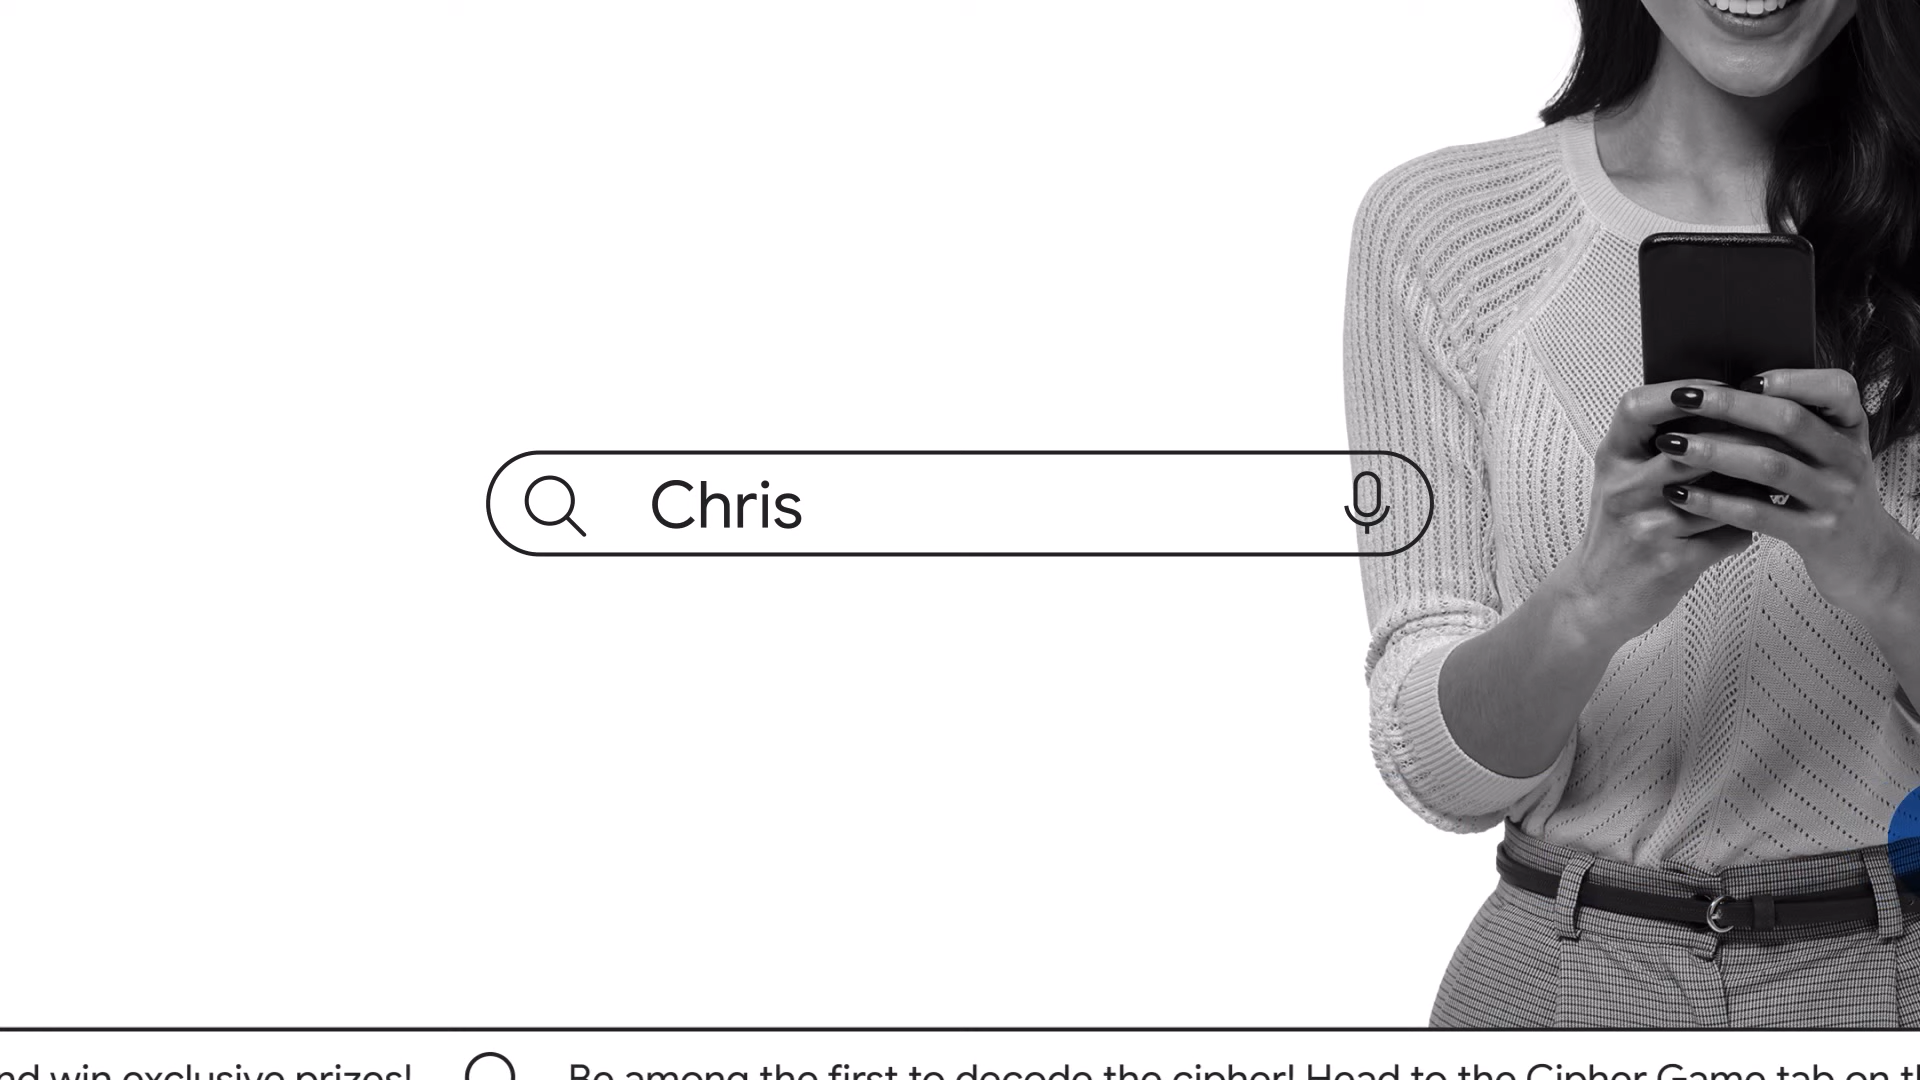 Chris
nd win exclusive prizes! Be among the first to decode the cipher! Head to the Cipher Game tab on th